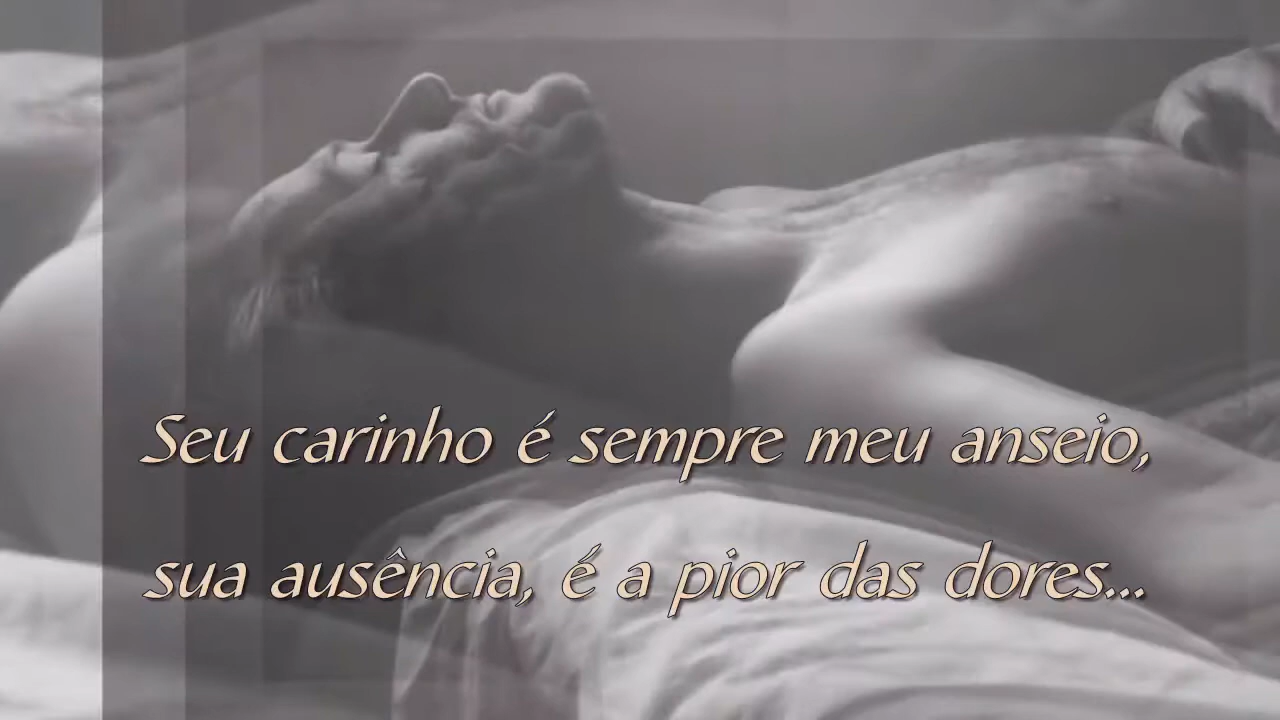 Seu carinho é sempre meu anseio,
sua ausência, é a pior das dores...